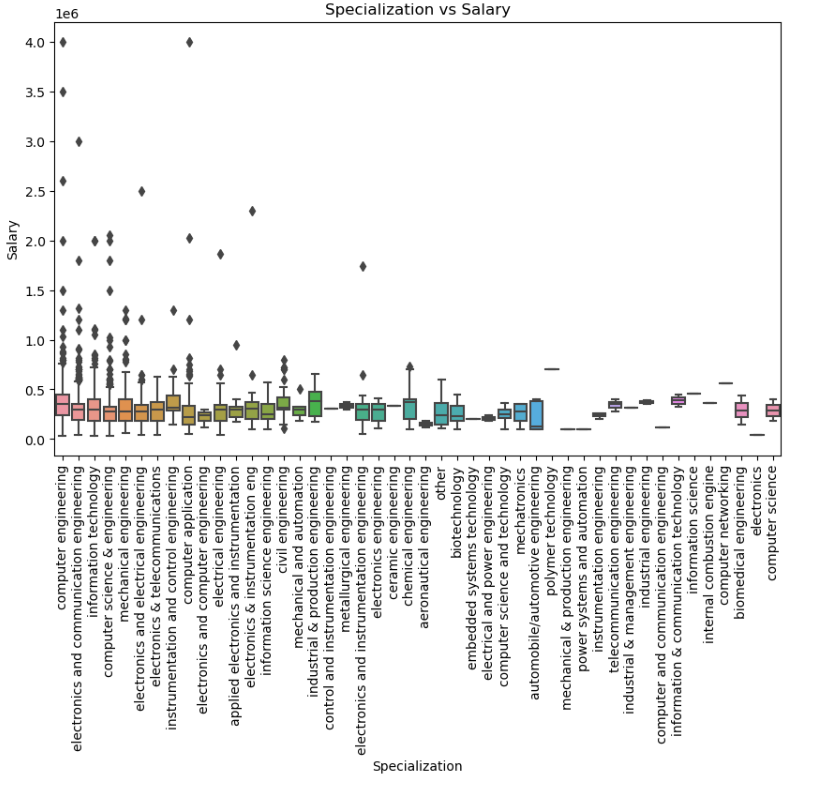 Specialization vs Salary
1e6
4.0
3.5
3.0
2.5
2.0
1.5
1.0
0.5
0.0
Salary
computer engineering
electronics and communication engineering
information technology
computer science & engineering
mechanical engineering
electronics and electrical engineering
electronics & telecommunications
instrumentation and control engineering
computer application
electronics and computer engineering
electrical engineering
applied electronics and instrumentation
electronics & instrumentation eng
information science engineering
civil engineering
mechanical and automation
industrial & production engineering
control and instrumentation engineering
metallurgical engineering
electronics and instrumentation engineering
electronics engineering
ceramic engineering
chemical engineering
aeronautical engineering
other
biotechnology
embedded systems technology
electrical and power engineering
computer science and technology
mechatronics
automobile/automotive engineering
polymer technology
mechanical & production engineering
power systems and automation
instrumentation engineering
telecommunication engineering
industrial & management engineering
industrial engineering
computer and communication engineering
information & communication technology
information science
internal combustion engine
computer networking
biomedical engineering
electronics
computer science
Specialization